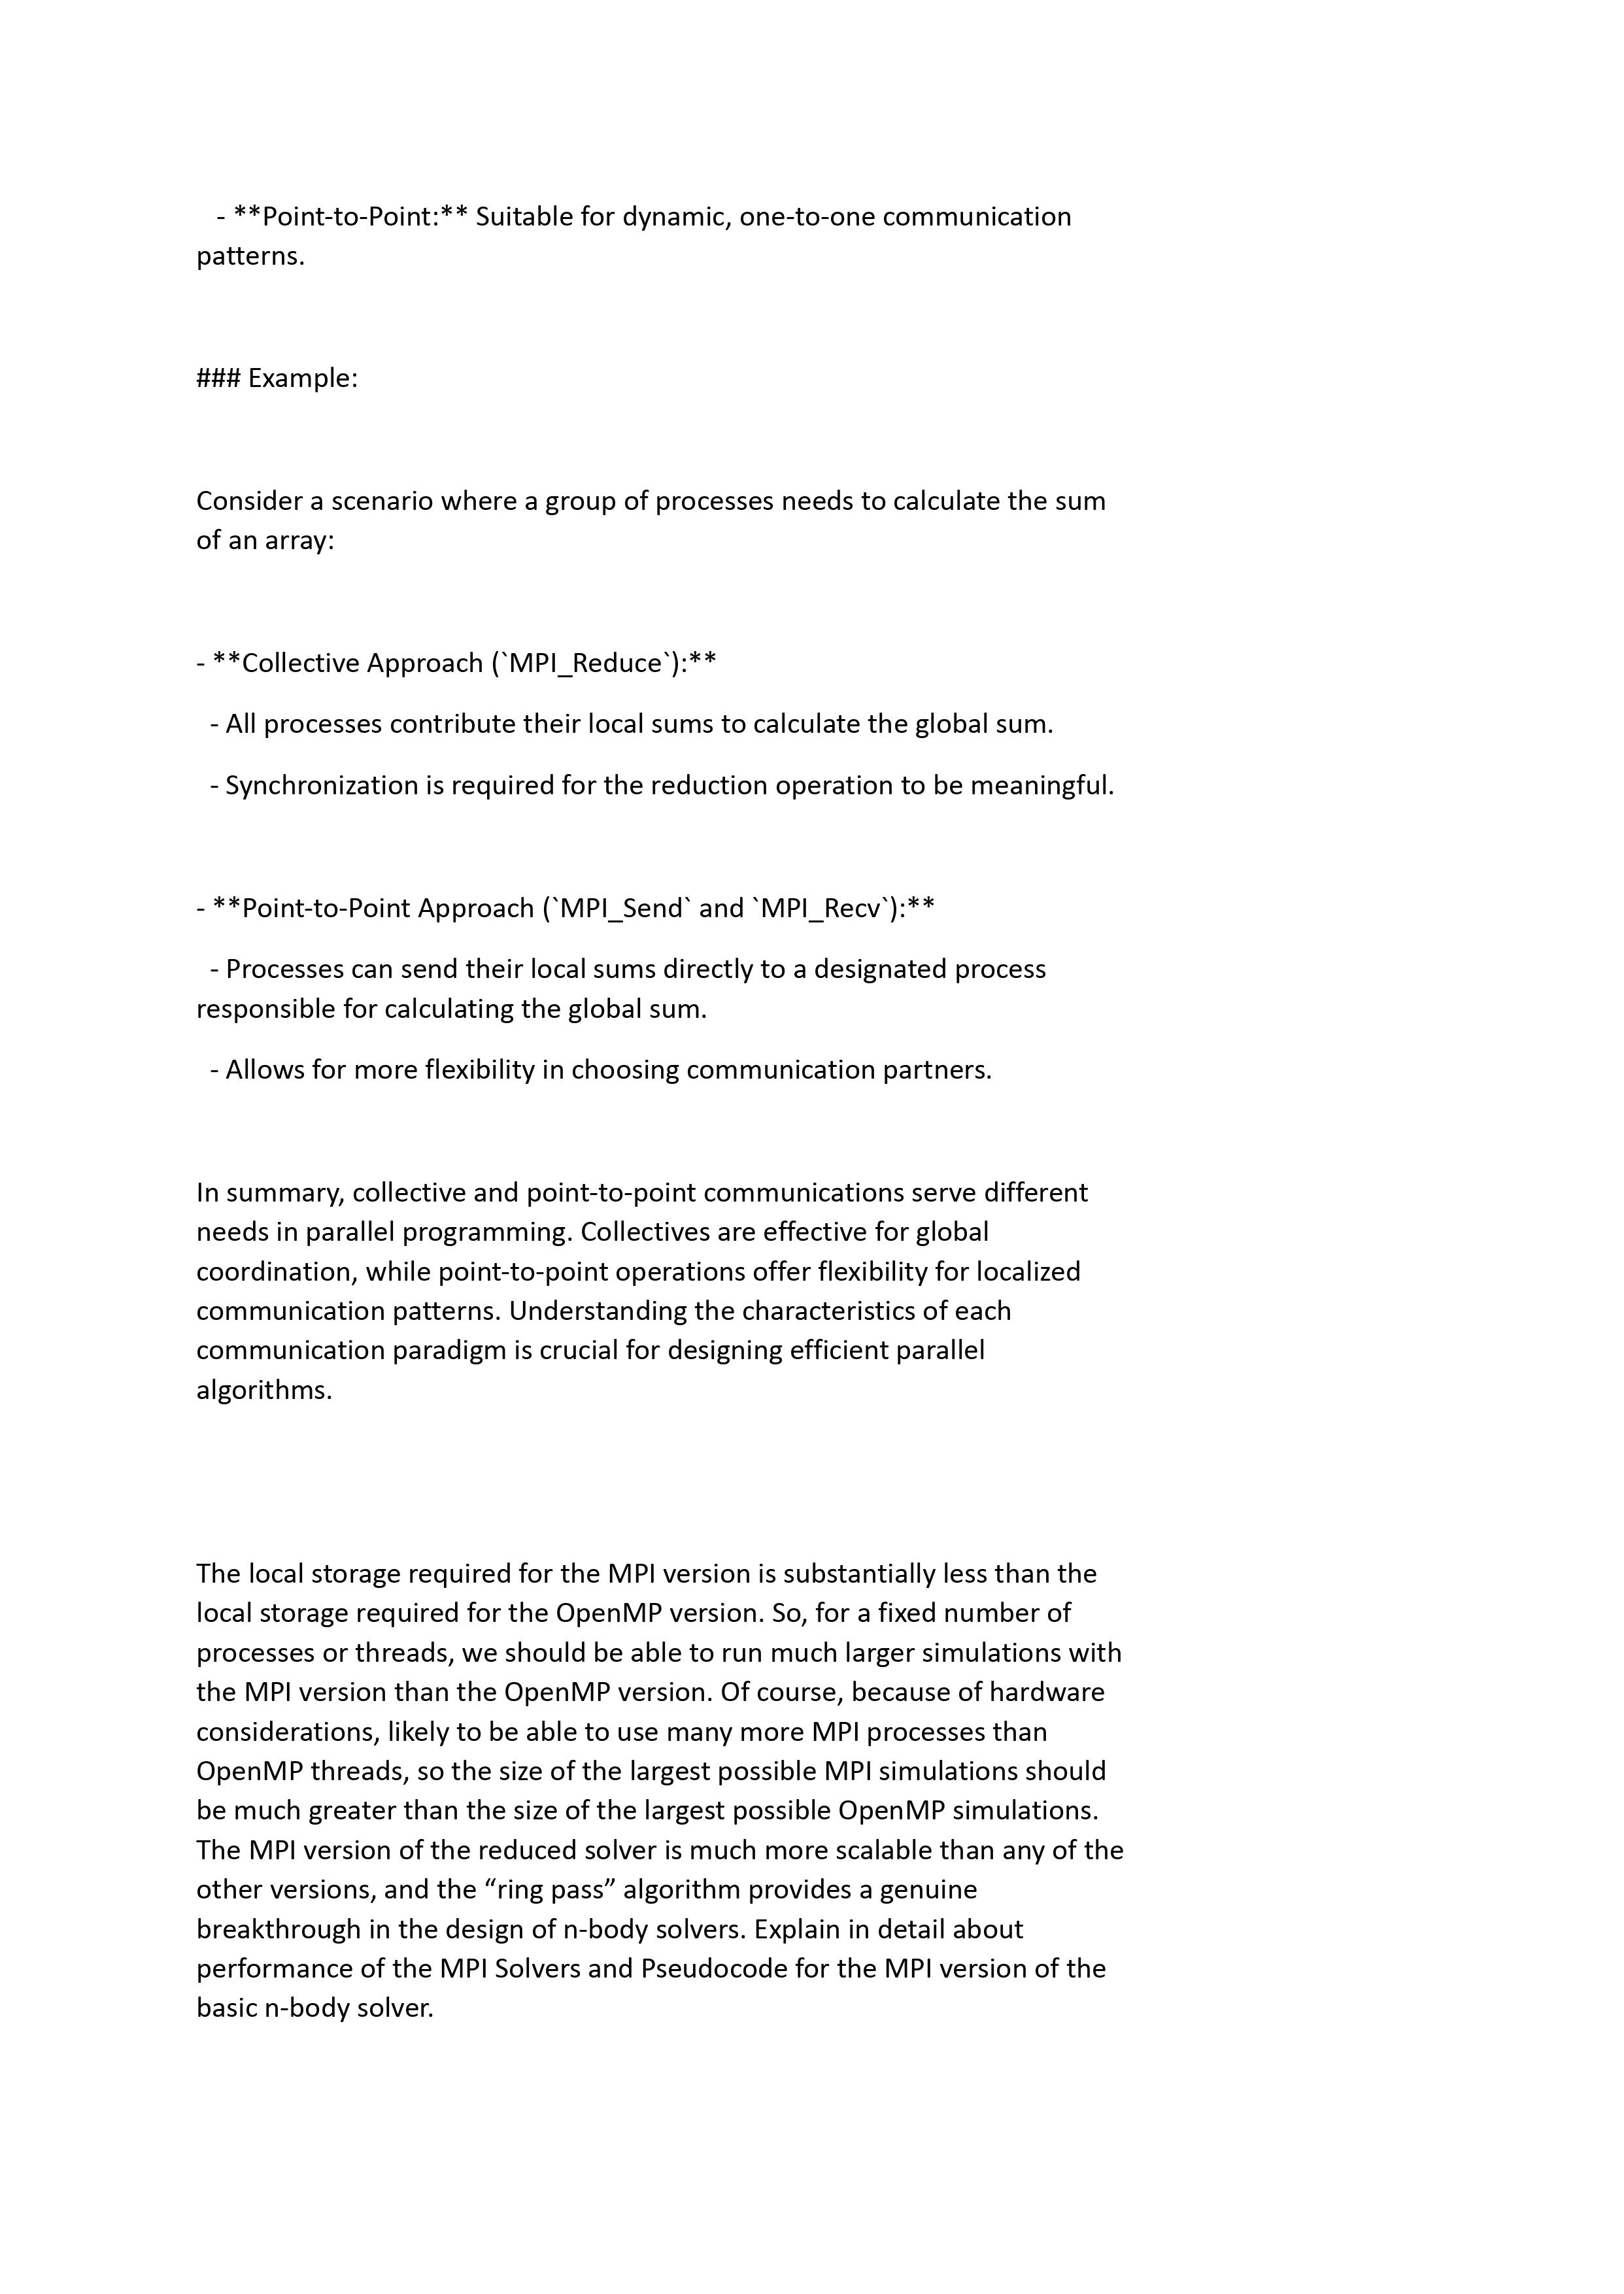 - **Point-to-Point:** Suitable for dynamic, one-to-one communication
patterns.
### Example:
Consider a scenario where a group of processes needs to calculate the sum
of an array:
- **Collective Approach (`MPI_Reduce`):**
- All processes contribute their local sums to calculate the global sum.
- Synchronization is required for the reduction operation to be meaningful.
- **Point-to-Point Approach (`MPI_Send` and `MPI_Recv`):**
- Processes can send their local sums directly to a designated process
responsible for calculating the global sum.
- Allows for more flexibility in choosing communication partners.
In summary, collective and point-to-point communications serve different
needs in parallel programming. Collectives are effective for global
coordination, while point-to-point operations offer flexibility for localized
communication patterns. Understanding the characteristics of each
communication paradigm is crucial for designing efficient parallel
algorithms.
The local storage required for the MPI version is substantially less than the
local storage required for the OpenMP version. So, for a fixed number of
processes or threads, we should be able to run much larger simulations with
the MPI version than the OpenMP version. Of course, because of hardware
considerations, likely to be able to use many more MPI processes than
OpenMP threads, so the size of the largest possible MPI simulations should
be much greater than the size of the largest possible OpenMP simulations.
The MPI version of the reduced solver is much more scalable than any of the
other versions, and the “ring pass” algorithm provides a genuine
breakthrough in the design of n-body solvers. Explain in detail about
performance of the MPI Solvers and Pseudocode for the MPI version of the
basic n-body solver.